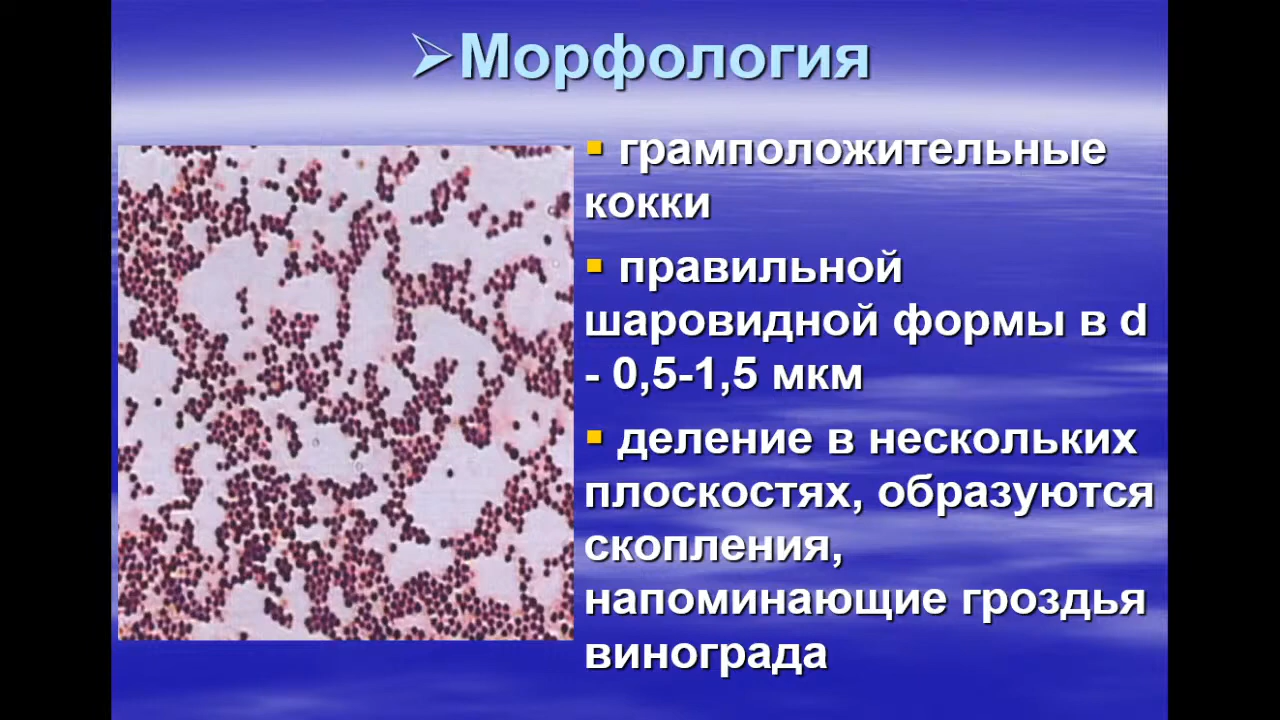 ➢Морфология
▪ грамположительные
кокки
▪ правильной
шаровидной формы в d
- 0,5-1,5 мкм
▪ деление в нескольких
плоскостях, образуются
скопления,
напоминающие гроздья
винограда